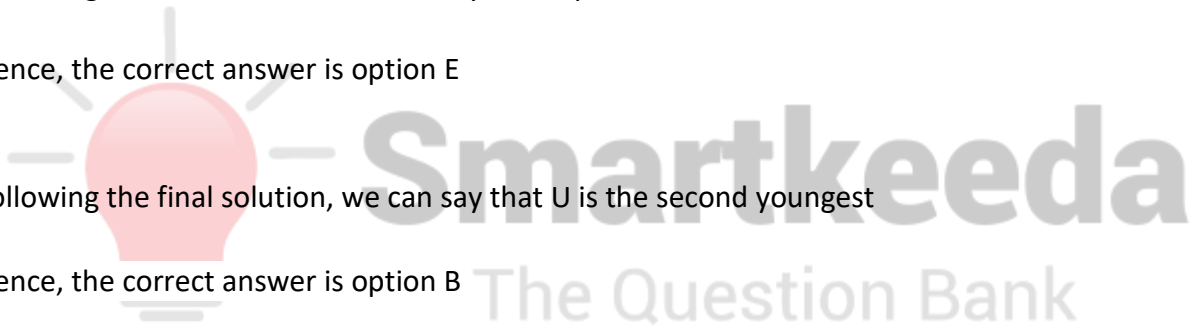 ence, the correct answer is option E
Smartkeeda
ollowing the final solution, we can say that U is the second youngest
ence, the correct answer is option B
The Question Bank